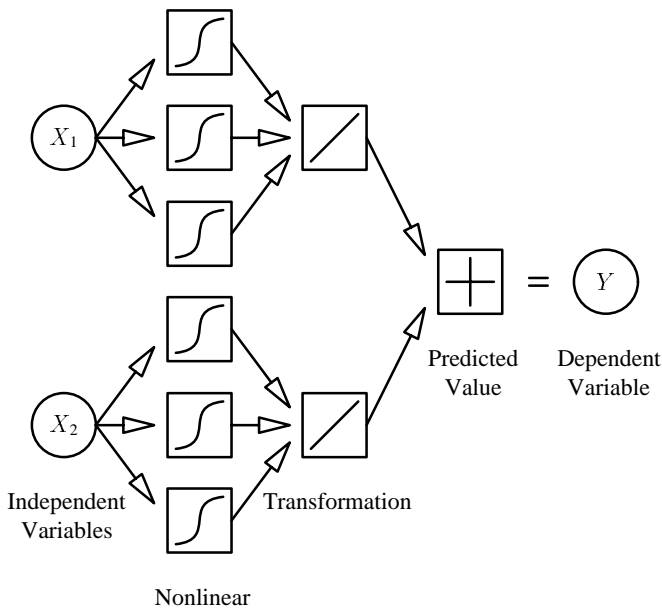 X1
=
Y
Predicted
Value
Dependent
Variable
X2
Independent
Variables
Transformation
Nonlinear